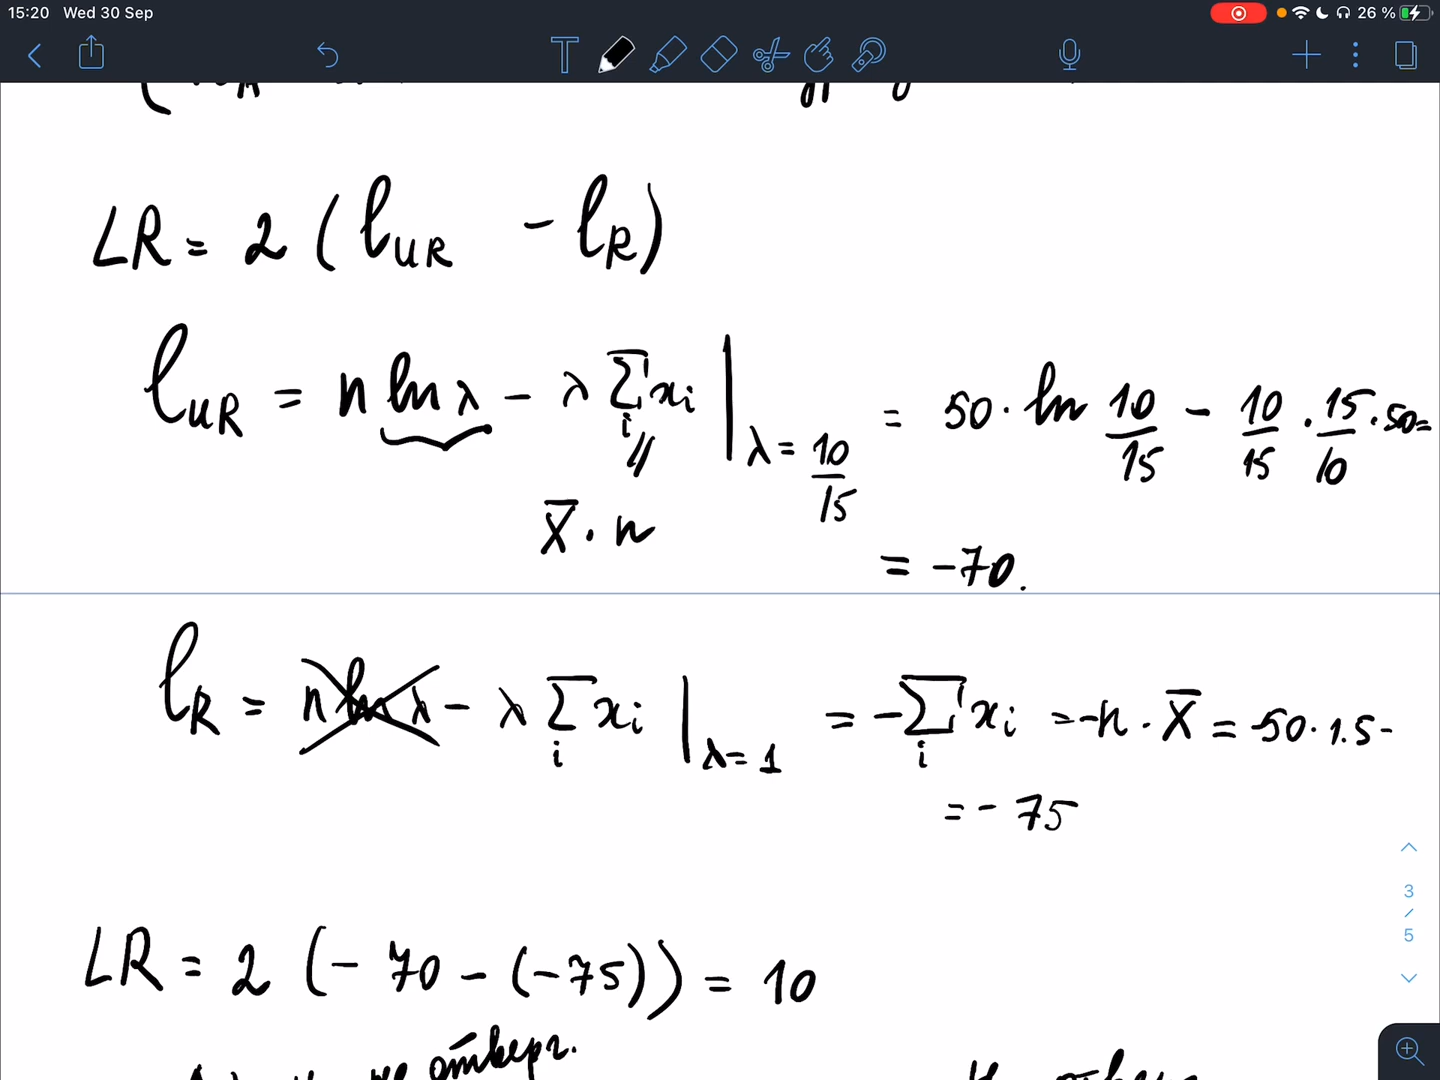 15:20 Wed 30 Sep 26 %
LR = 2 ( l_UR - l_R )
l_UR = n ln λ - λ Σ_i x_i |_{λ = 10/15} = 50 · ln 10/15 - 10/15 · 15/10 · 50 =
X̄ · n
= -70.
l_R = n ln λ - λ Σ_i x_i |_{λ = 1} = - Σ_i x_i = -n · X̄ = -50 · 1.5 -
= - 75
3
/
5
LR = 2 ( - 70 - (-75)) = 10
не отверг.